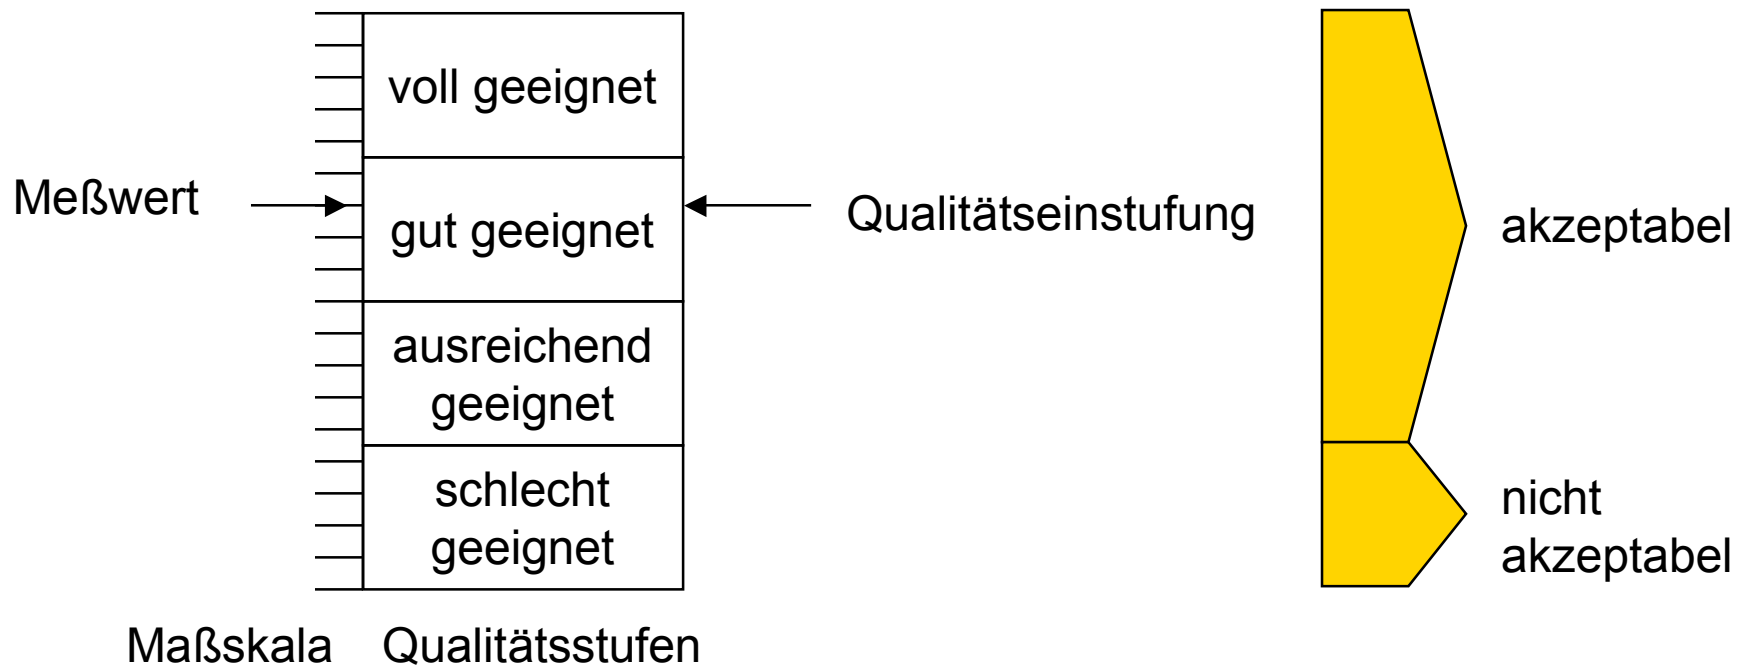 voll geeignet
Meßwert
gut geeignet
Qualitätseinstufung
akzeptabel
ausreichend
geeignet
schlecht
geeignet
nicht
akzeptabel
Maßskala
Qualitätsstufen